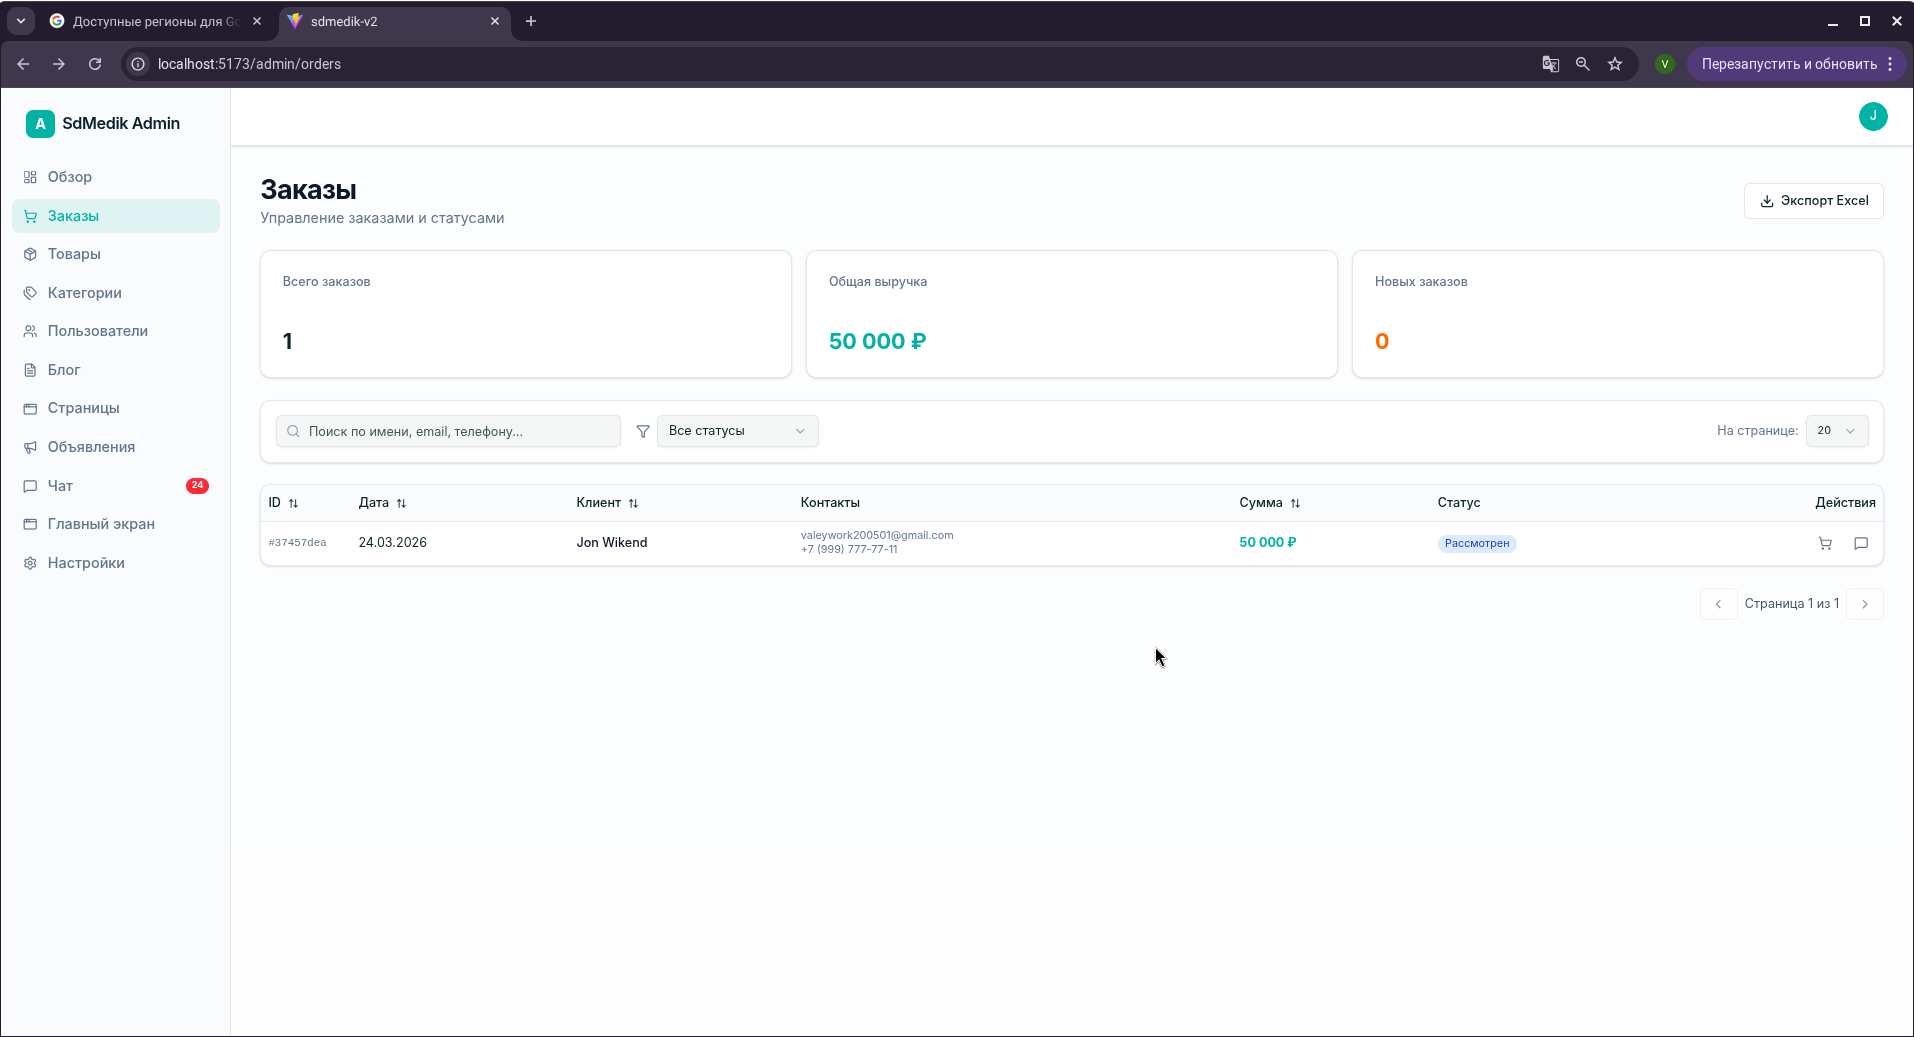 Доступные регионы для Go
sdmedik-v2
localhost:5173/admin/orders
V
Перезапустить и обновить
A
SdMedik Admin
J
Обзор
Заказы
Товары
Категории
Пользователи
Блог
Страницы
Объявления
Чат
24
Главный экран
Настройки
Заказы
Управление заказами и статусами
Экспорт Excel
Всего заказов
1
Общая выручка
50 000 ₽
Новых заказов
0
Поиск по имени, email, телефону...
Все статусы
На странице:
20
ID Дата Клиент Контакты Сумма Статус Действия
#37457dea 24.03.2026 Jon Wikend valeywork200501@gmail.com 50 000 ₽ Рассмотрен
+7 (999) 777-77-11
Страница 1 из 1